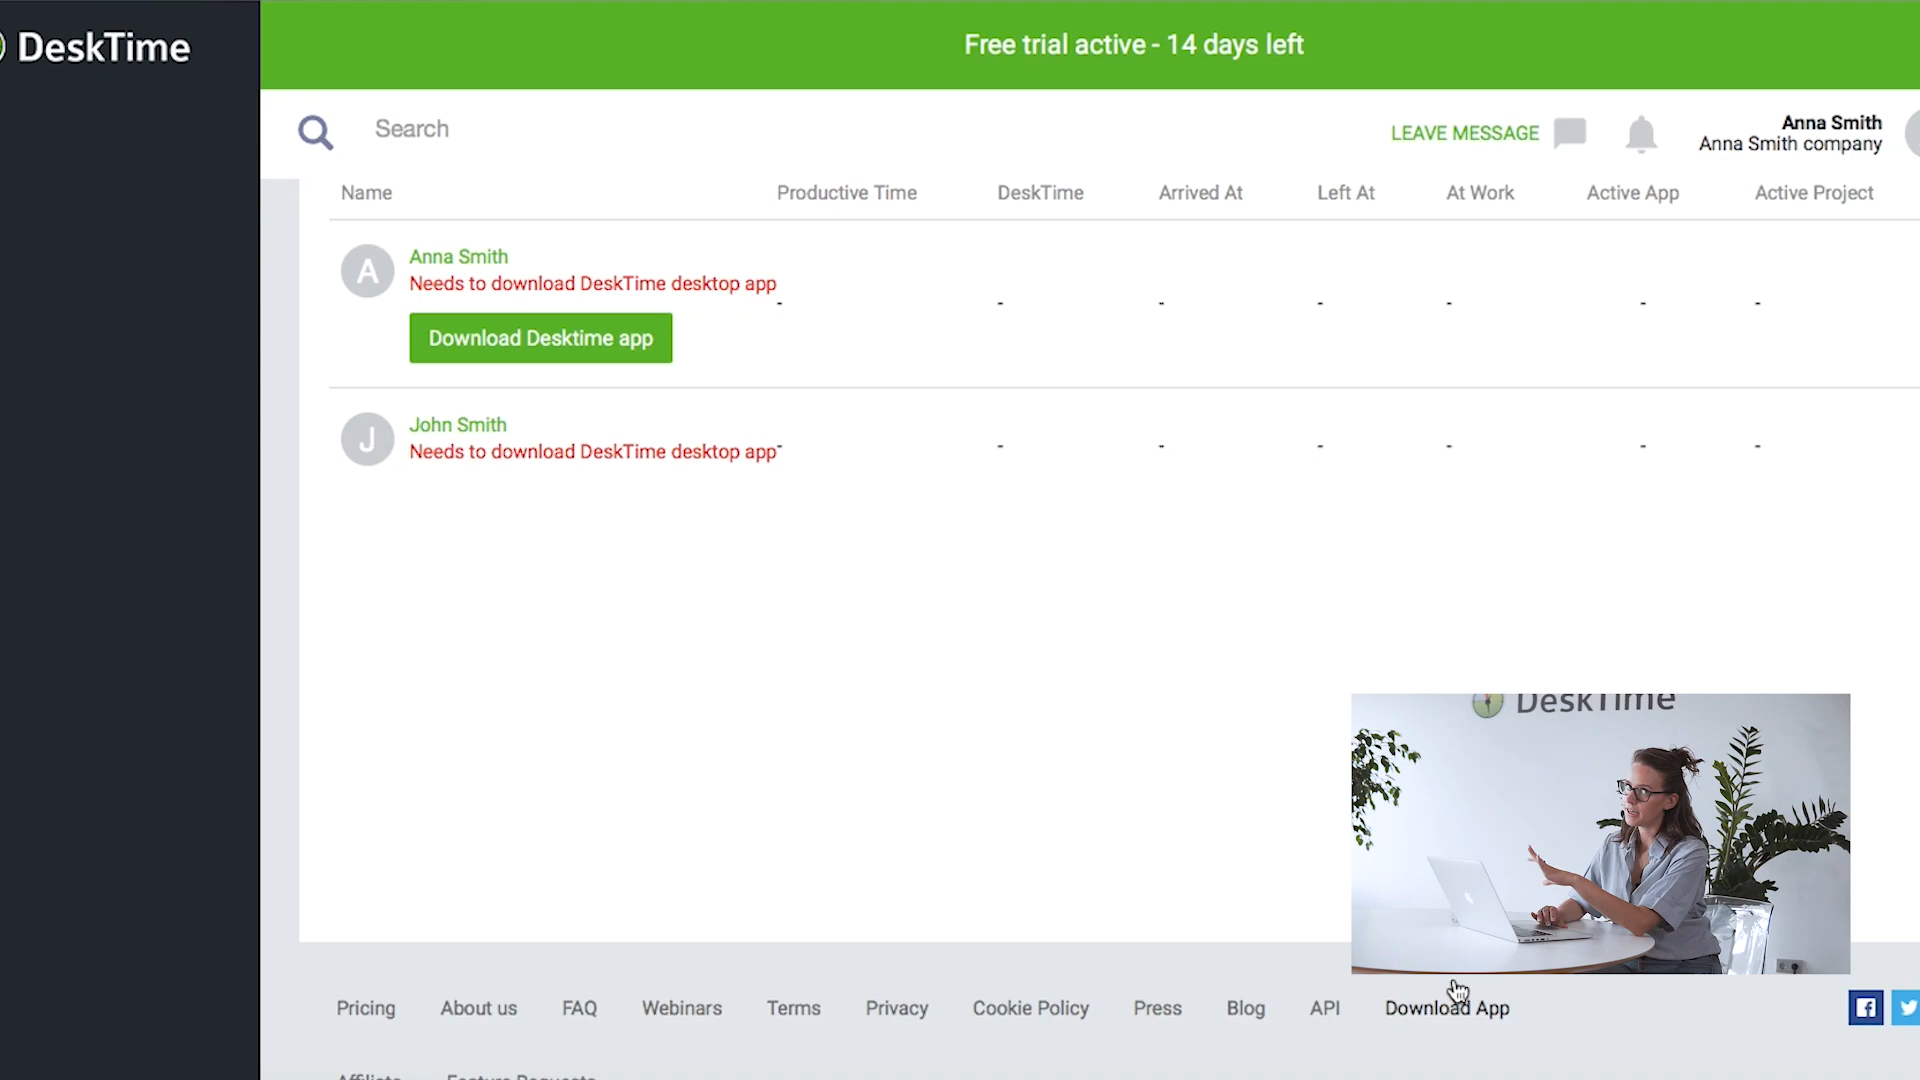 DeskTime
Free trial active - 14 days left
Search
LEAVE MESSAGE
Anna Smith
Anna Smith company
Name Productive Time DeskTime Arrived At Left At At Work Active App Active Project
A
Anna Smith
Needs to download DeskTime desktop app
- - - - - - -
Download Desktime app
J
John Smith
Needs to download DeskTime desktop app
- - - - - - -
DeskTime
Pricing About us FAQ Webinars Terms Privacy Cookie Policy Press Blog API Download App
Affiliate Feature Requests